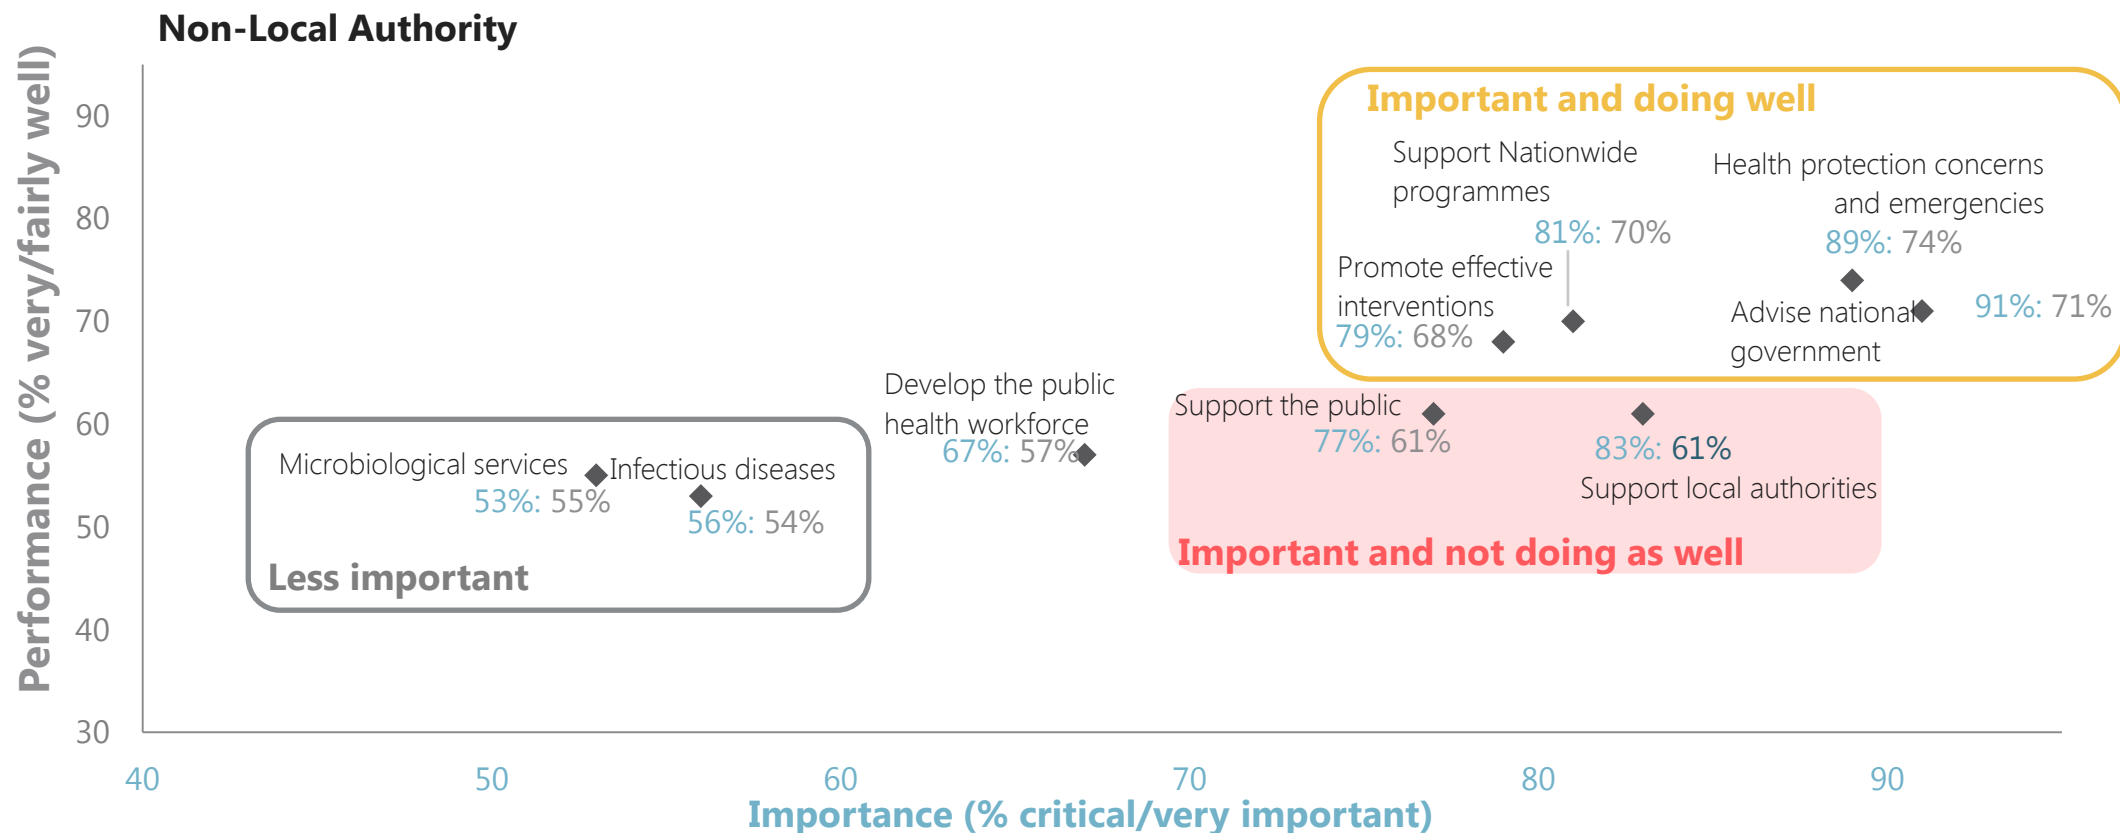 Non-Local Authority
Performance (% very/fairly well)
90
80
70
60
50
40
30
Important and doing well
Support Nationwide
programmes
81%: 70%
Health protection concerns
and emergencies
89%: 74%
Promote effective
interventions
79%: 68%
Advise national
government
91%: 71%
Develop the public
health workforce
67%: 57%
Support the public
77%: 61%
83%: 61%
Support local authorities
Important and not doing as well
Microbiological services
53%: 55%
Infectious diseases
56%: 54%
Less important
40
50
60
70
80
90
Importance (% critical/very important)